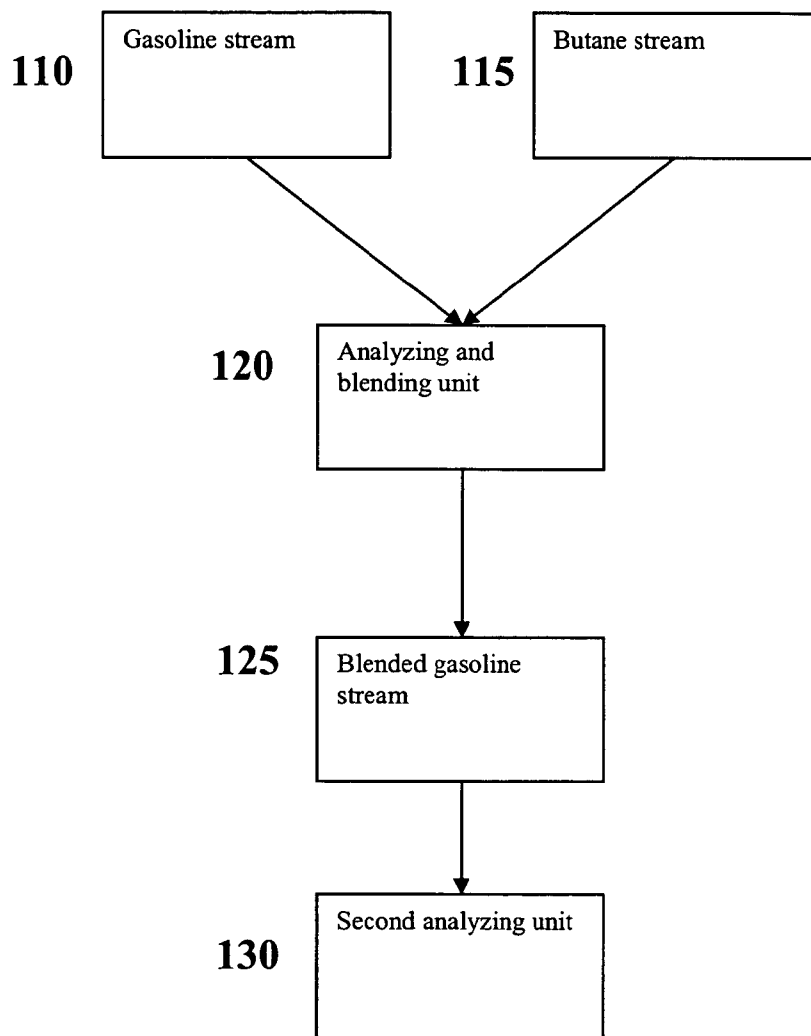 Gasoline stream
110
Butane stream
115
Analyzing and
blending unit
120
Blended gasoline
stream
125
Second analyzing unit
130